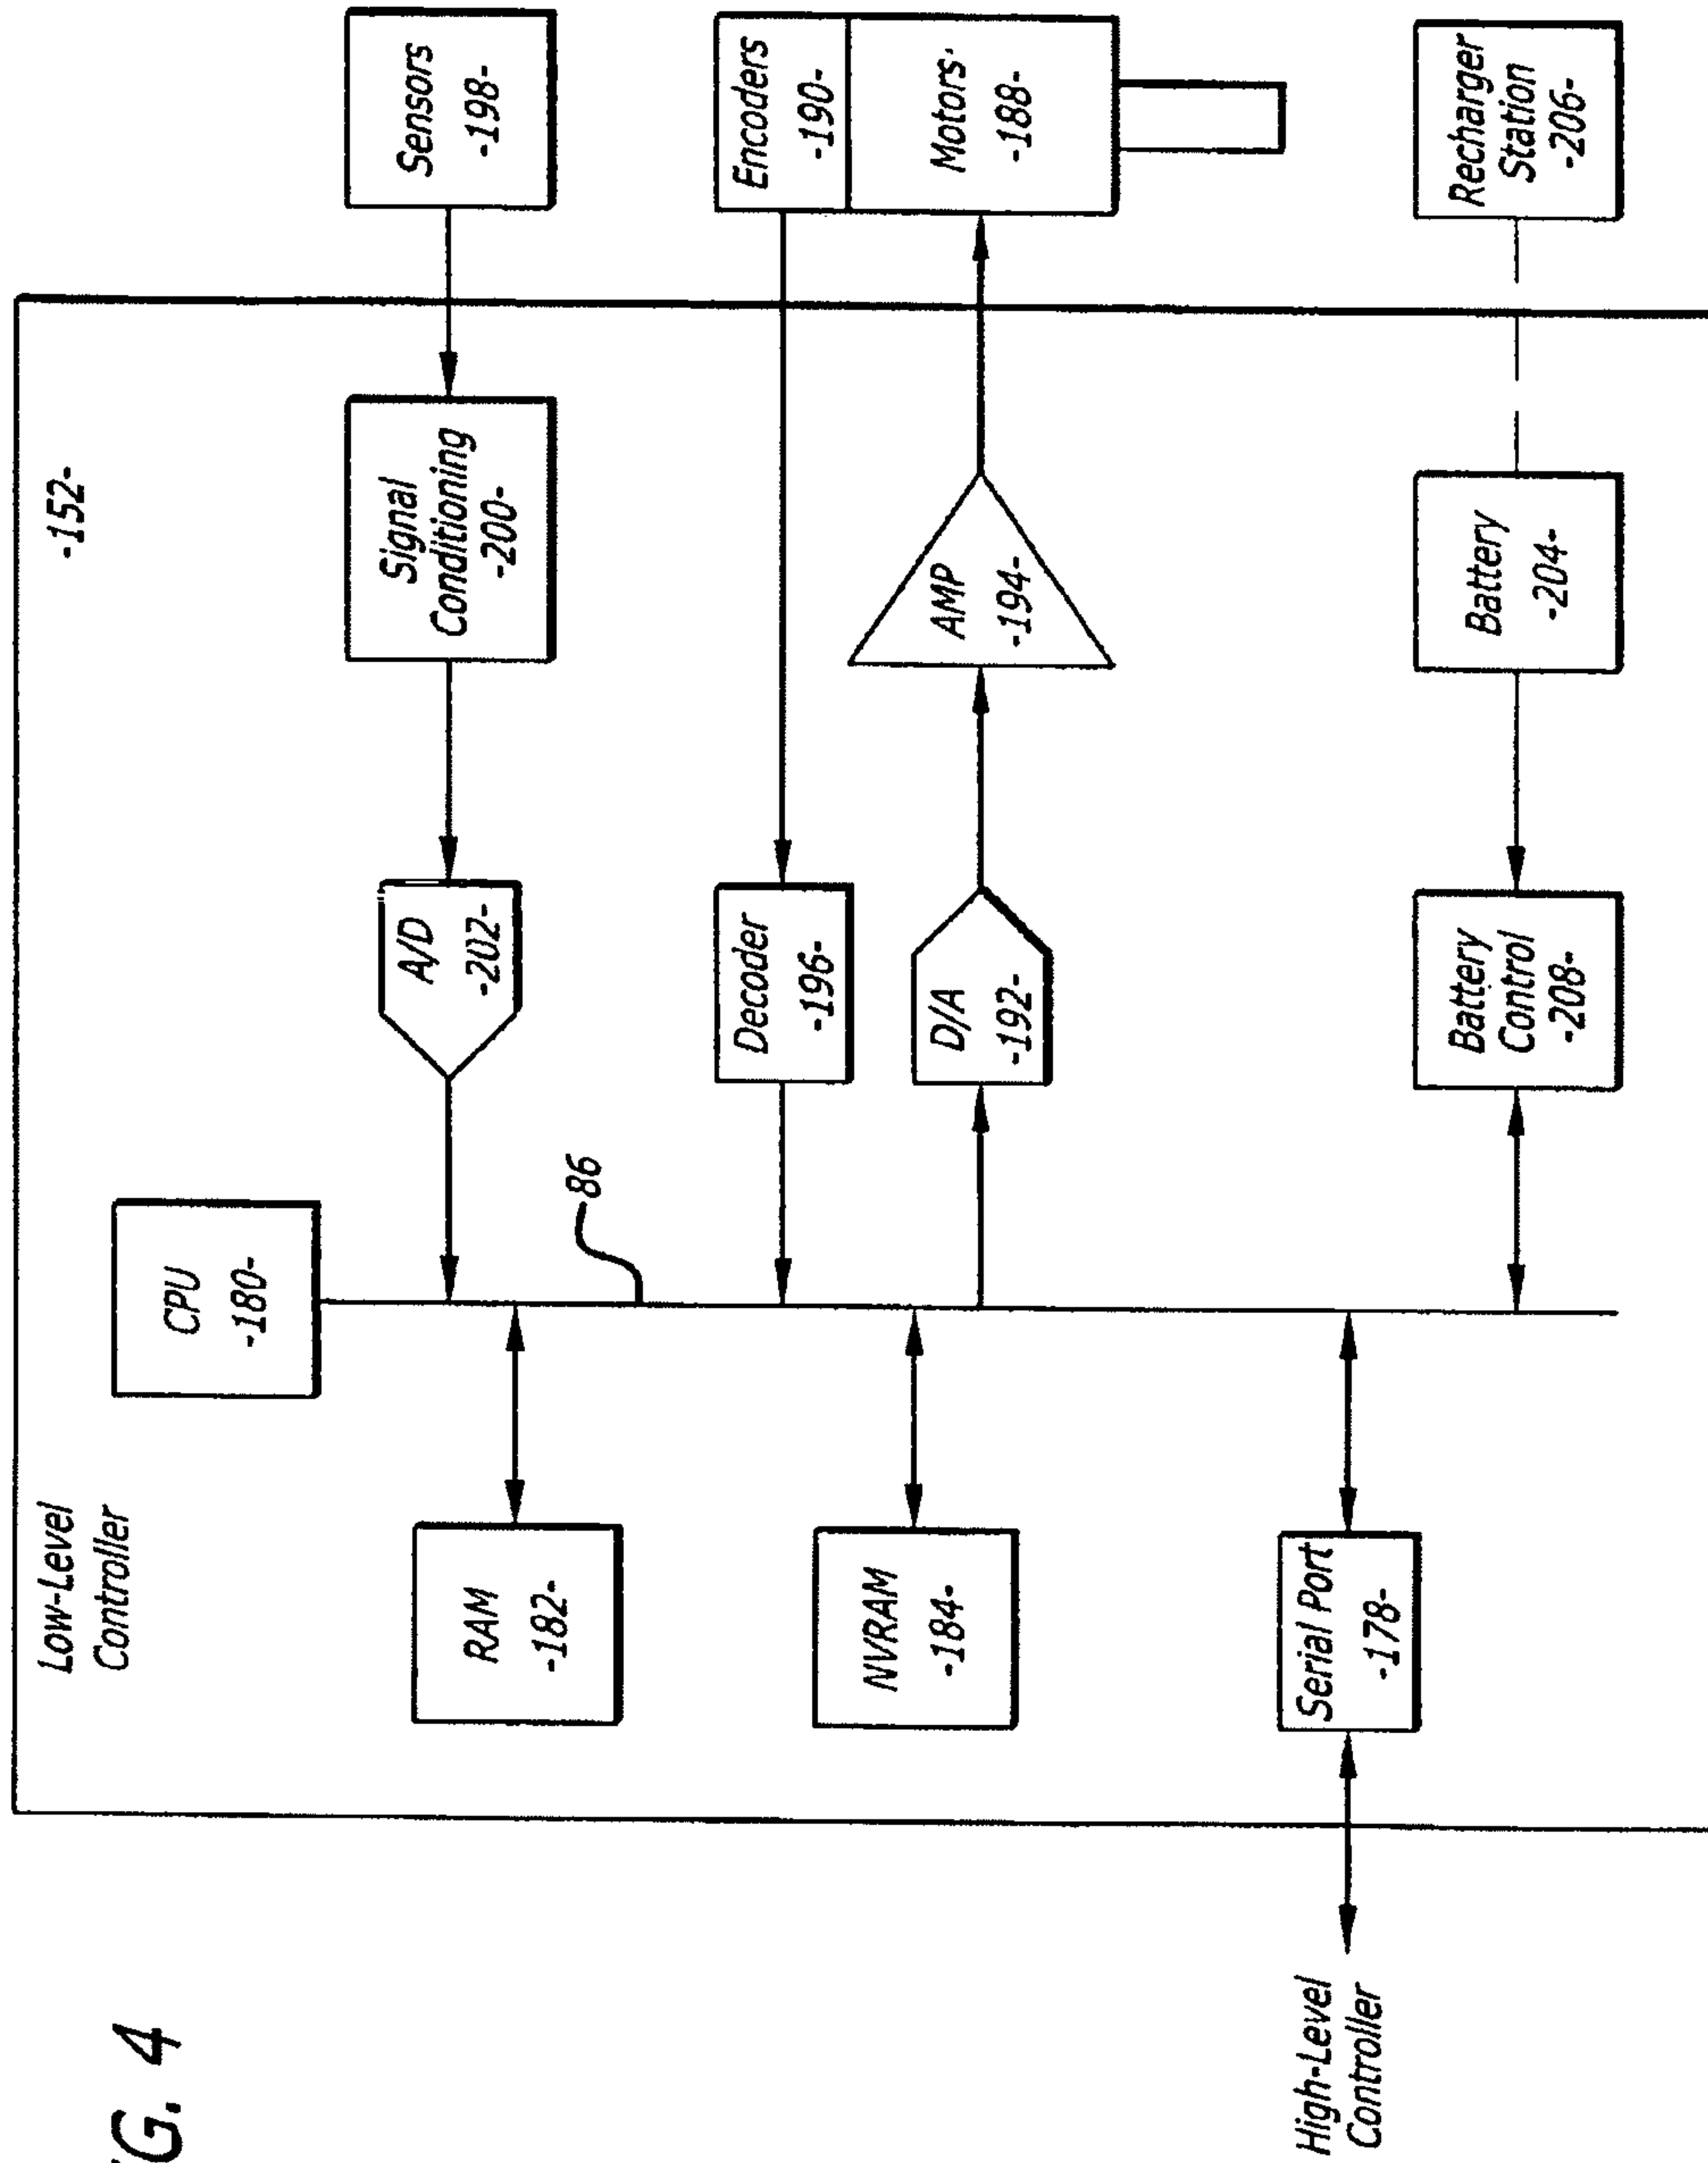 FIG. 4
Low-Level
Controller
-152-
CPU
-180-
RAM
-182-
A/D
-202-
Signal
Conditioning
-200-
Sensors
-198-
86
Decoder
-196-
Encoders
-190-
NVRAM
-184-
D/A
-192-
AMP
-194-
Motors
-188-
High-Level
Controller
Serial Port
-178-
Battery
Control
-208-
Battery
-204-
Recharger
Station
-206-